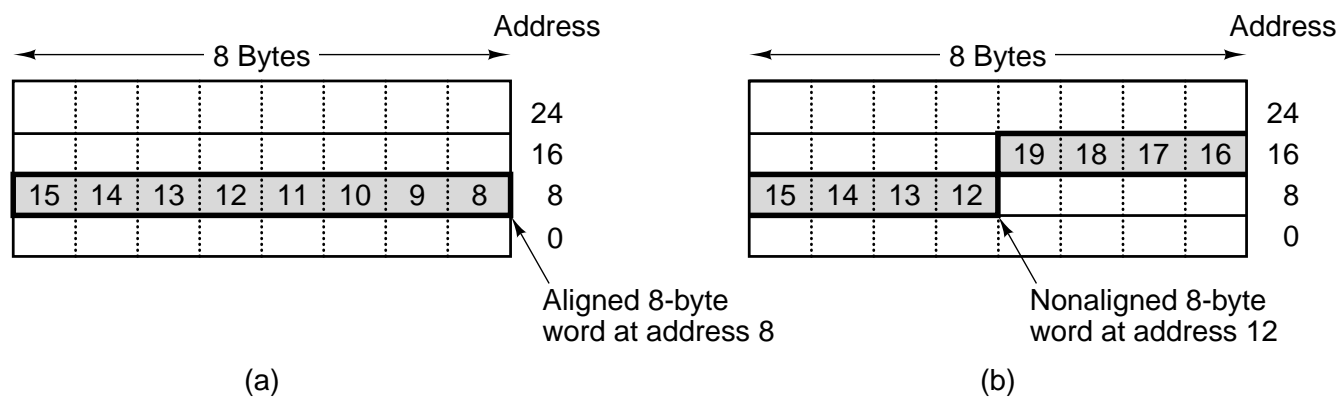 Address
8 Bytes
24
16
15 14 13 12 11 10 9 8 8
0
Aligned 8-byte
word at address 8
(a)
Address
8 Bytes
24
19 18 17 16 16
15 14 13 12 8
0
Nonaligned 8-byte
word at address 12
(b)